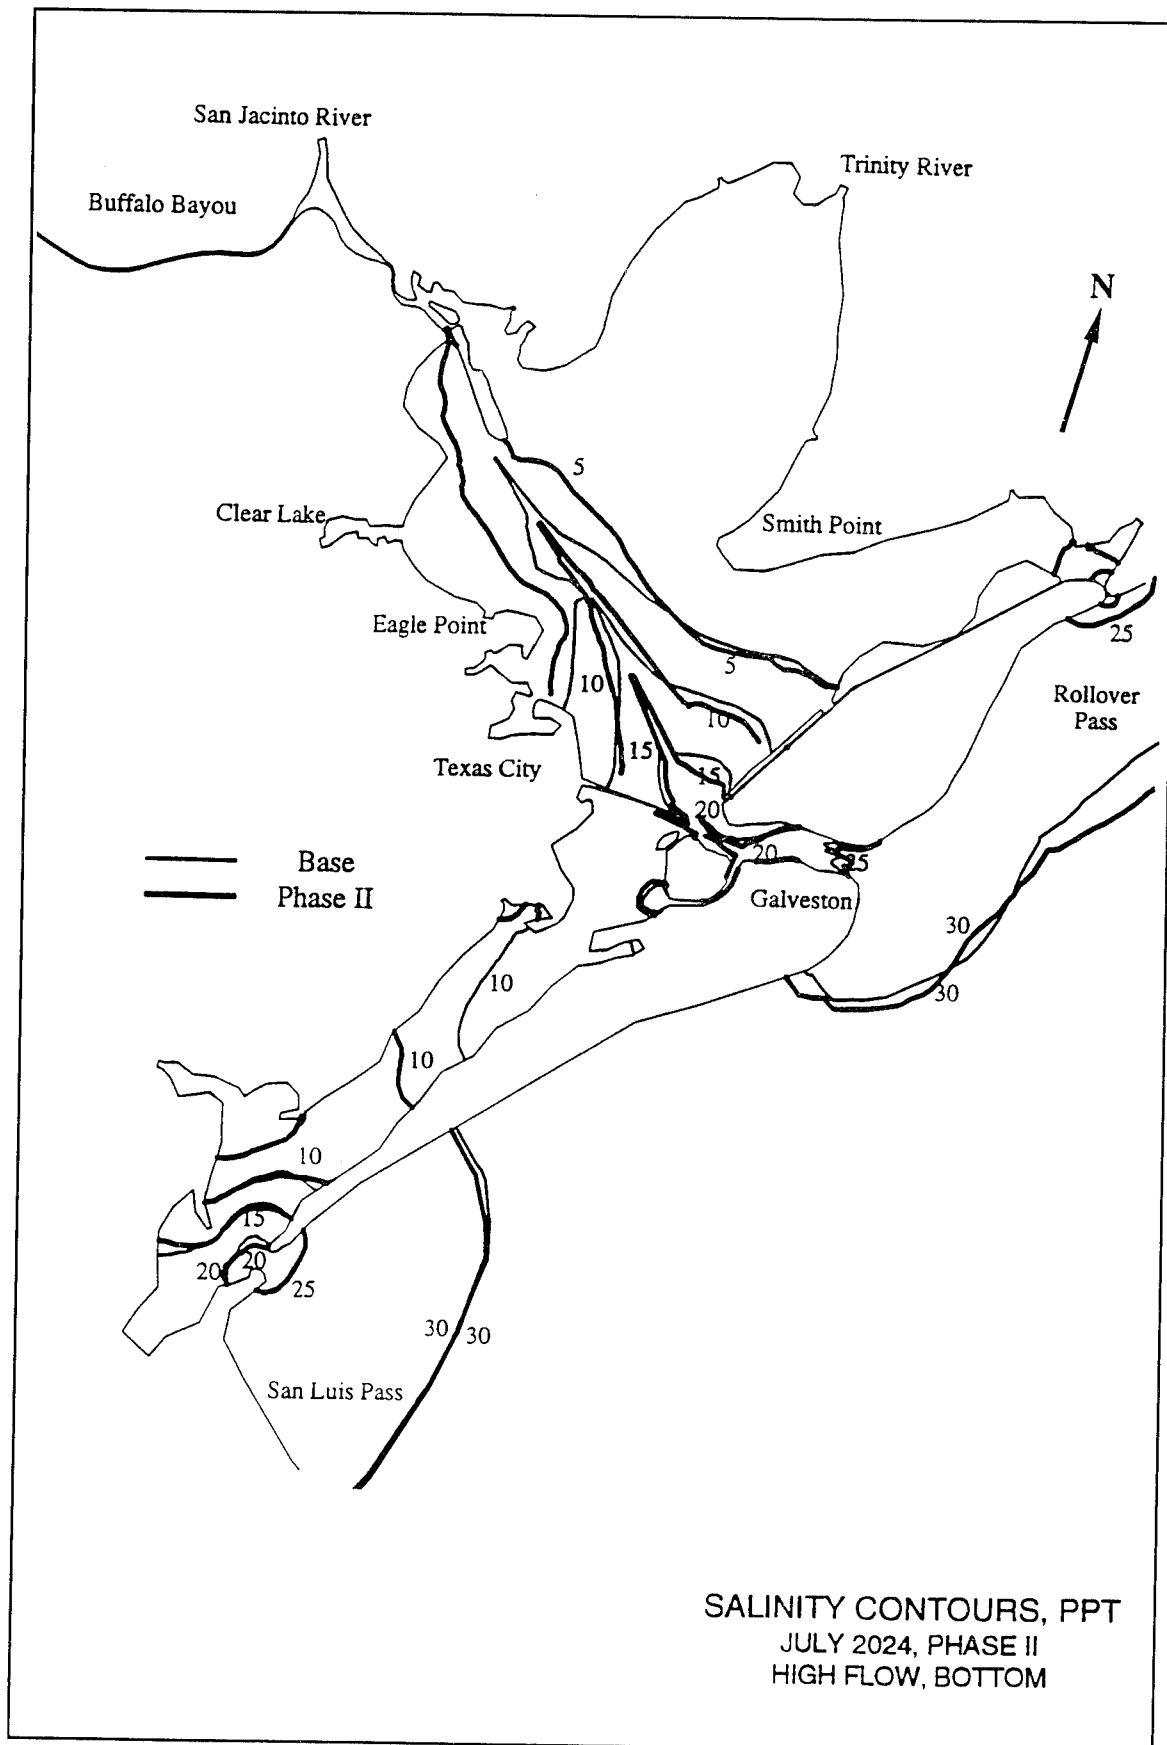 San Jacinto River
Trinity River
Buffalo Bayou
N
5
Clear Lake
Smith Point
Eagle Point
25
5
10
Rollover
Pass
10
15
Texas City
15
20
20
25
Base
Phase II
Galveston
30
10
30
10
10
15
20
20
25
30
30
San Luis Pass
SALINITY CONTOURS, PPT
JULY 2024, PHASE II
HIGH FLOW, BOTTOM